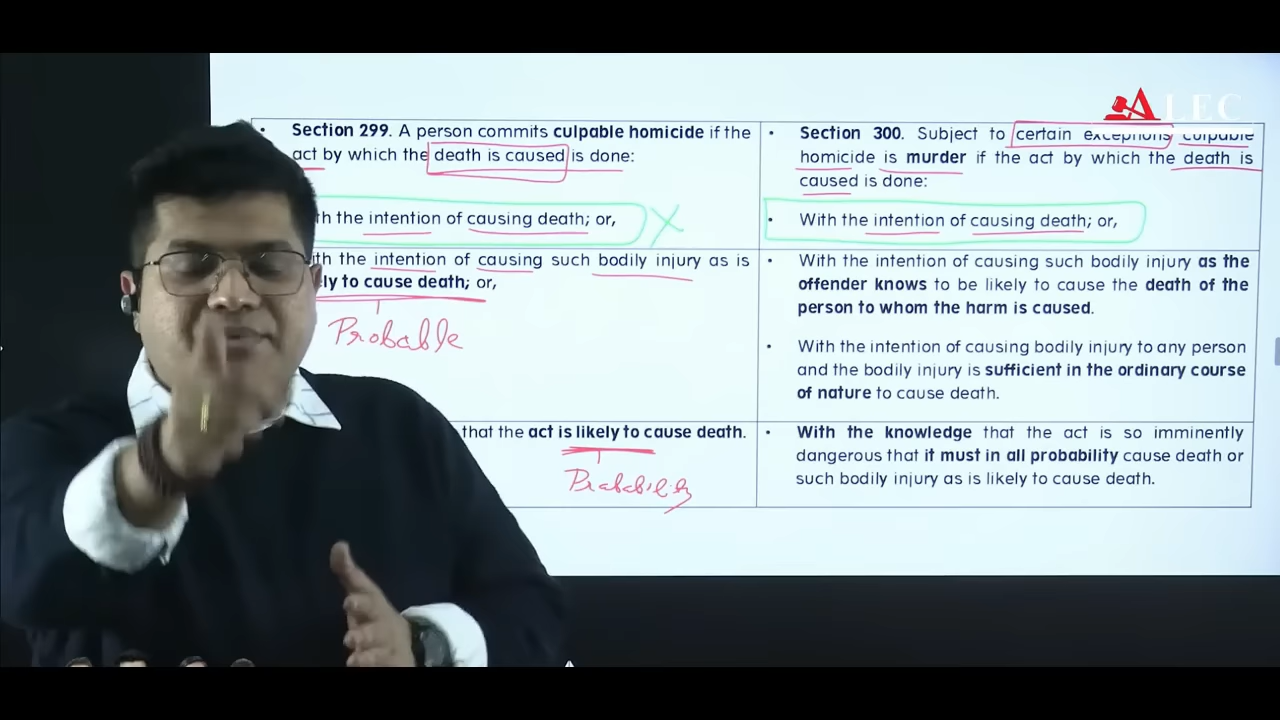 ALEC
Section 299. A person commits culpable homicide if the
act by which the death is caused is done:
th the intention of causing death; or,
th the intention of causing such bodily injury as is
ly to cause death; or,
Probable
that the act is likely to cause death.
Probability
Section 300. Subject to certain exceptions culpable
homicide is murder if the act by which the death is
caused is done:
With the intention of causing death; or,
With the intention of causing such bodily injury as the
offender knows to be likely to cause the death of the
person to whom the harm is caused.
With the intention of causing bodily injury to any person
and the bodily injury is sufficient in the ordinary course
of nature to cause death.
With the knowledge that the act is so imminently
dangerous that it must in all probability cause death or
such bodily injury as is likely to cause death.